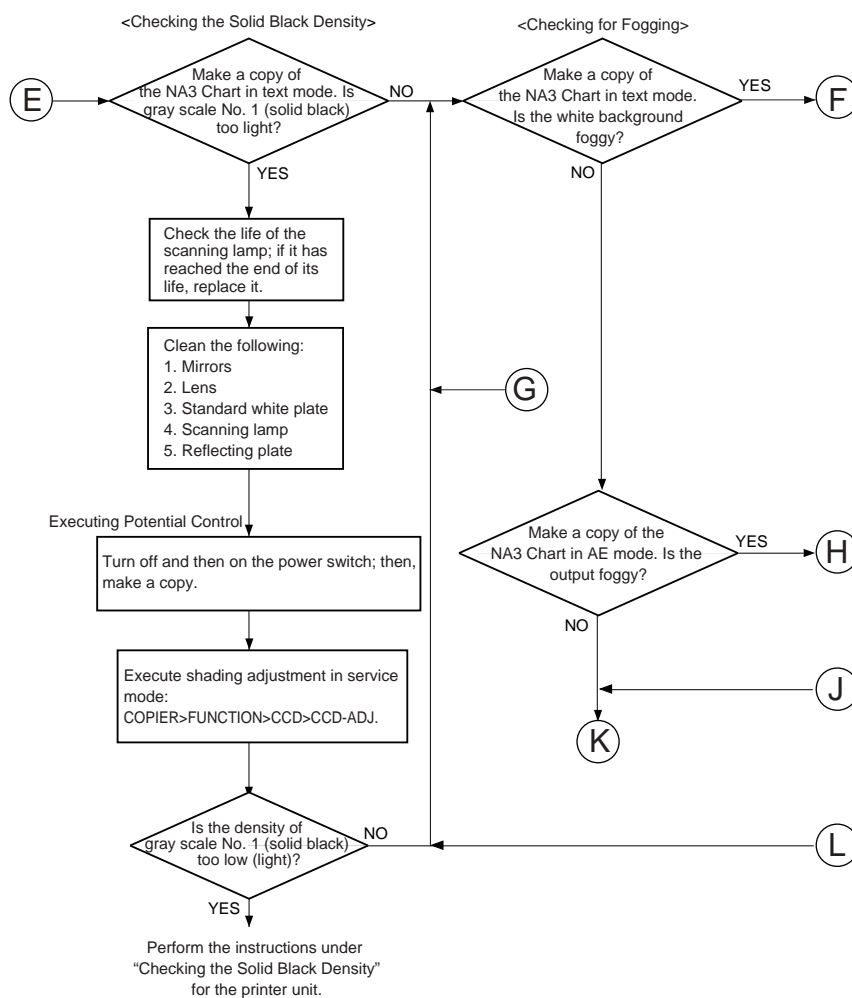 <Checking the Solid Black Density>
E
Make a copy of
the NA3 Chart in text mode. Is
gray scale No. 1 (solid black)
too light?
NO
YES
Check the life of the
scanning lamp; if it has
reached the end of its
life, replace it.
Clean the following:
1. Mirrors
2. Lens
3. Standard white plate
4. Scanning lamp
5. Reflecting plate
Executing Potential Control
Turn off and then on the power switch; then,
make a copy.
Execute shading adjustment in service
mode:
COPIER>FUNCTION>CCD>CCD-ADJ.
Is the density of
gray scale No. 1 (solid black)
too low (light)?
NO
YES
Perform the instructions under
“Checking the Solid Black Density”
for the printer unit.
<Checking for Fogging>
Make a copy of
the NA3 Chart in text mode.
Is the white background
foggy?
YES
F
NO
G
Make a copy of the
NA3 Chart in AE mode. Is the
output foggy?
YES
H
NO
J
K
L